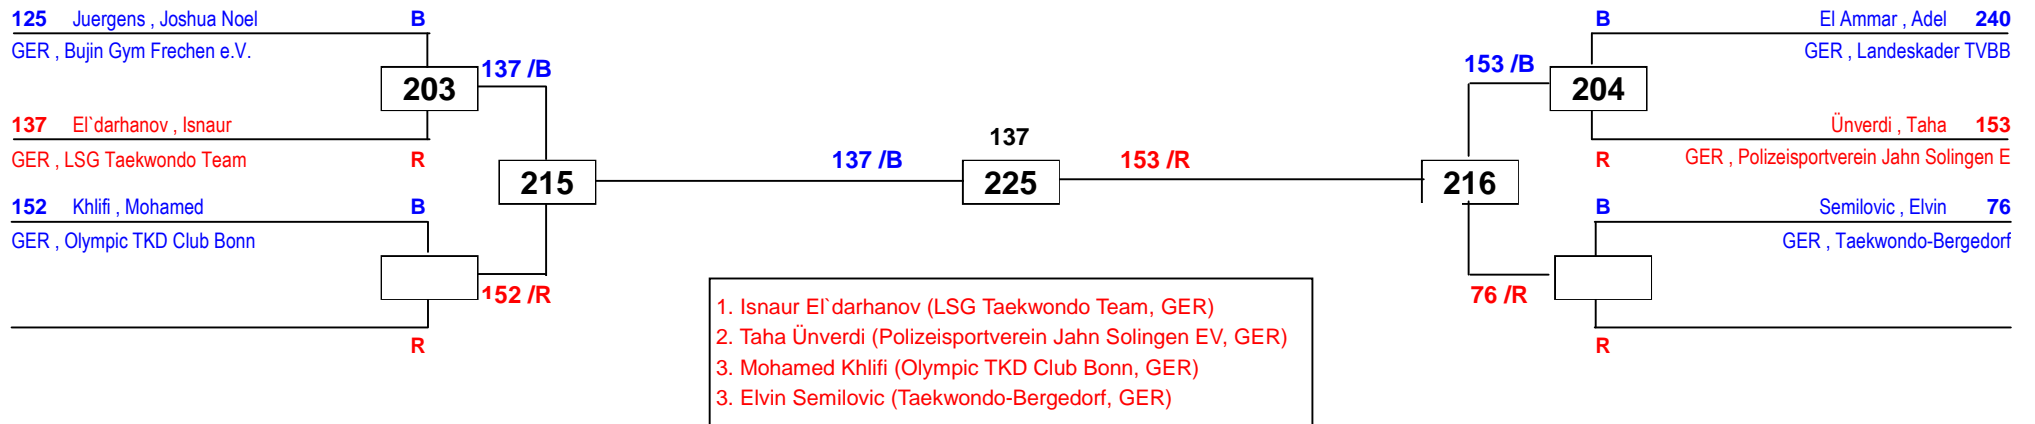 125 Juergens , Joshua Noel B
GER , Bujin Gym Frechen e.V.
203
137 /B
137 El`darhanov , Isnaur
GER , LSG Taekwondo Team R
215
152 Khlifi , Mohamed B
GER , Olympic TKD Club Bonn
152 /R
R
137 /B
137
225
153 /R
1. Isnaur El`darhanov (LSG Taekwondo Team, GER)
2. Taha Ünverdi (Polizeisportverein Jahn Solingen EV, GER)
3. Mohamed Khlifi (Olympic TKD Club Bonn, GER)
3. Elvin Semilovic (Taekwondo-Bergedorf, GER)
B El Ammar , Adel 240
GER , Landeskader TVBB
153 /B
204
Ünverdi , Taha 153
R GER , Polizeisportverein Jahn Solingen E
216
B Semilovic , Elvin 76
GER , Taekwondo-Bergedorf
76 /R
R